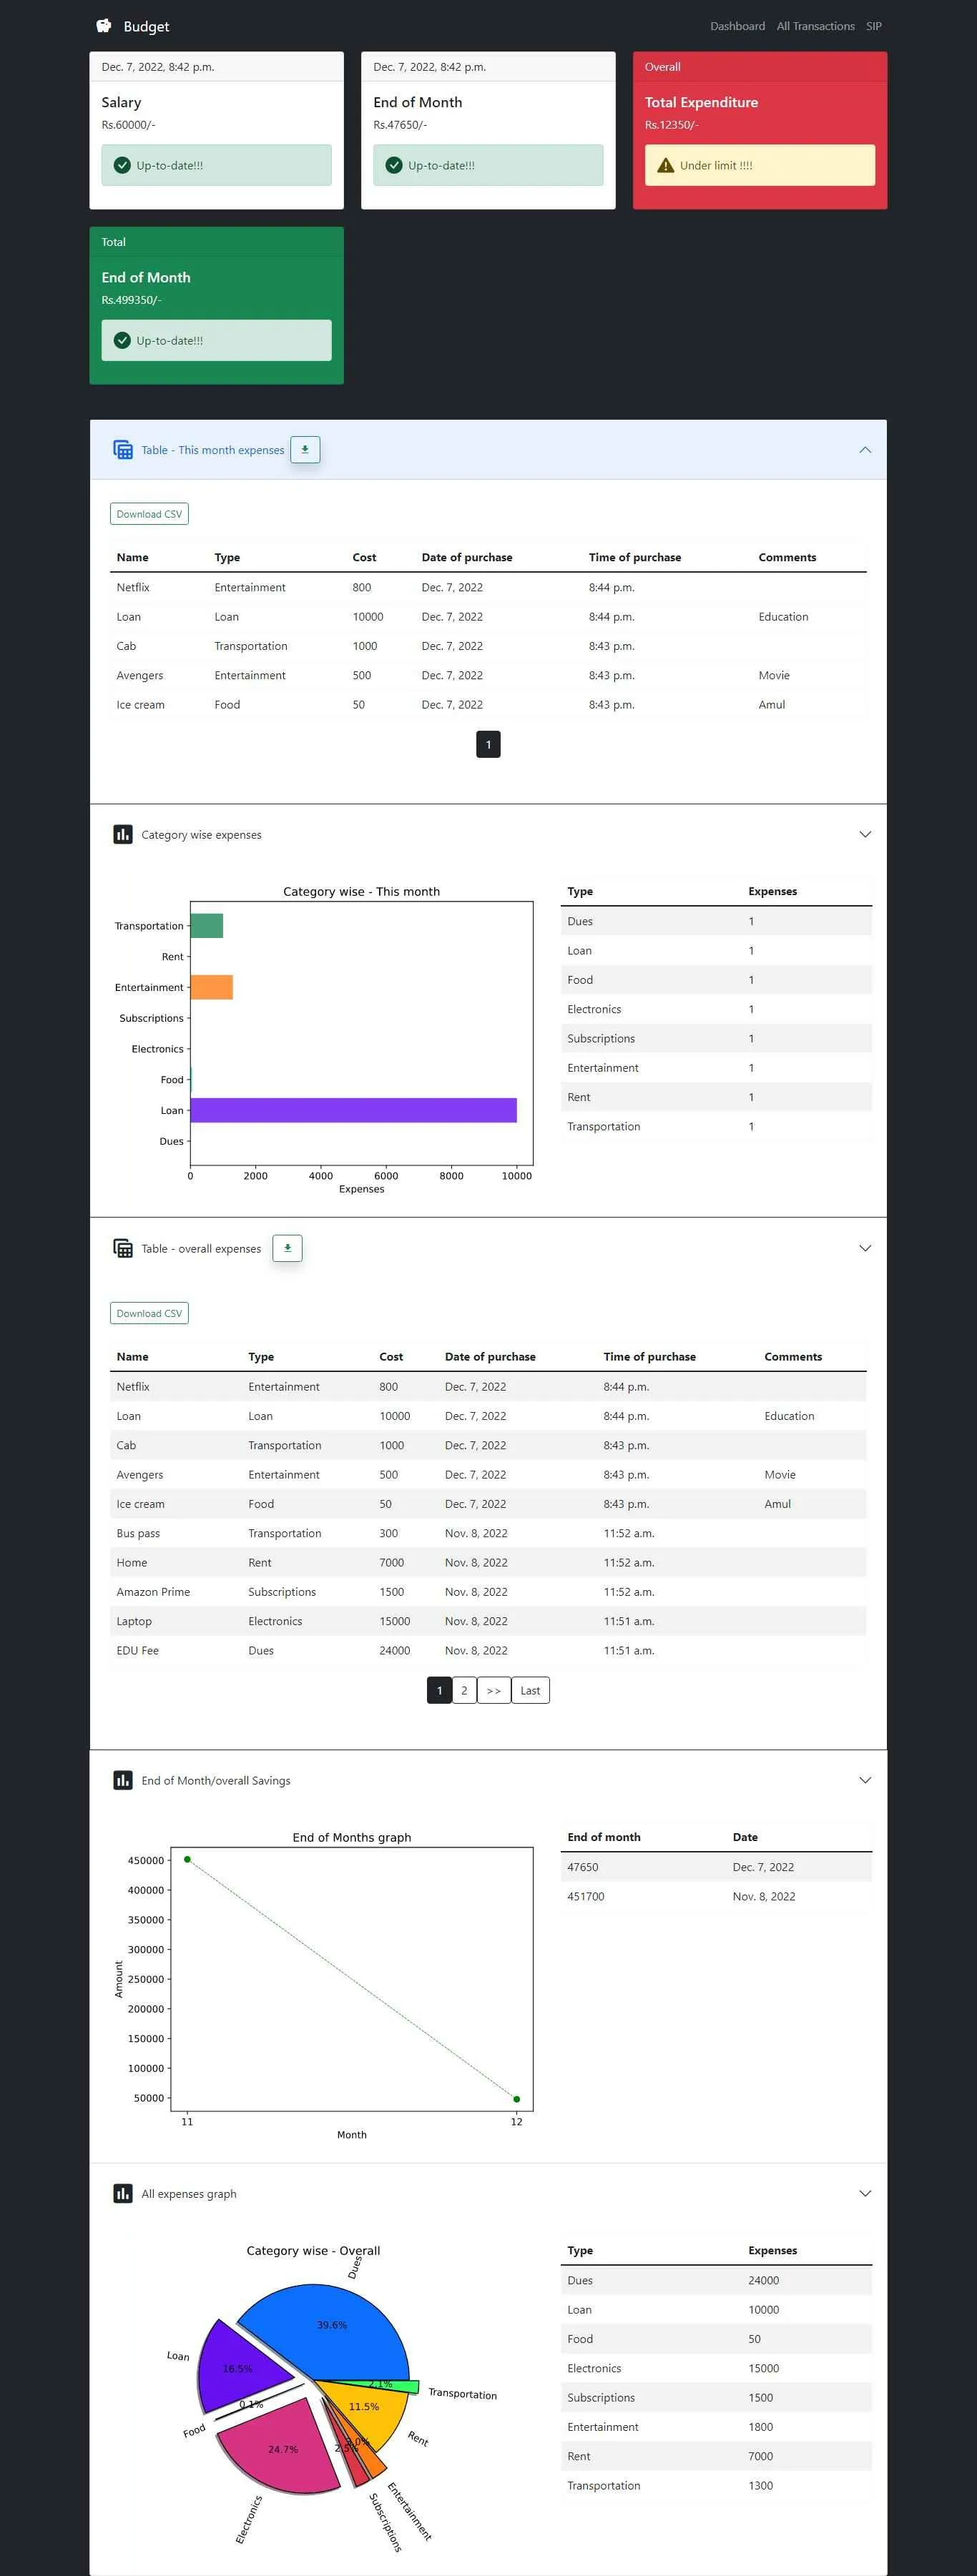 Budget Dashboard All Transactions SIP
Dec. 7, 2022, 8:42 p.m.
Salary
Rs.60000/-
Up-to-date!!!
Dec. 7, 2022, 8:42 p.m.
End of Month
Rs.47650/-
Up-to-date!!!
Overall
Total Expenditure
Rs.12350/-
Under limit !!!!
Total
End of Month
Rs.499350/-
Up-to-date!!!
Table - This month expenses
Download CSV
Name Type Cost Date of purchase Time of purchase Comments
Netflix Entertainment 800 Dec. 7, 2022 8:44 p.m.
Loan Loan 10000 Dec. 7, 2022 8:44 p.m. Education
Cab Transportation 1000 Dec. 7, 2022 8:43 p.m.
Avengers Entertainment 500 Dec. 7, 2022 8:43 p.m. Movie
Ice cream Food 50 Dec. 7, 2022 8:43 p.m. Amul
1
Category wise expenses
Category wise - This month
Transportation
Rent
Entertainment
Subscriptions
Electronics
Food
Loan
Dues
0 2000 4000 6000 8000 10000
Expenses
Type Expenses
Dues 1
Loan 1
Food 1
Electronics 1
Subscriptions 1
Entertainment 1
Rent 1
Transportation 1
Table - overall expenses
Download CSV
Name Type Cost Date of purchase Time of purchase Comments
Netflix Entertainment 800 Dec. 7, 2022 8:44 p.m.
Loan Loan 10000 Dec. 7, 2022 8:44 p.m. Education
Cab Transportation 1000 Dec. 7, 2022 8:43 p.m.
Avengers Entertainment 500 Dec. 7, 2022 8:43 p.m. Movie
Ice cream Food 50 Dec. 7, 2022 8:43 p.m. Amul
Bus pass Transportation 300 Nov. 8, 2022 11:52 a.m.
Home Rent 7000 Nov. 8, 2022 11:52 a.m.
Amazon Prime Subscriptions 1500 Nov. 8, 2022 11:52 a.m.
Laptop Electronics 15000 Nov. 8, 2022 11:51 a.m.
EDU Fee Dues 24000 Nov. 8, 2022 11:51 a.m.
1 2 >> Last
End of Month/overall Savings
End of Months graph
450000
400000
350000
300000
250000
200000
150000
100000
50000
Amount
11 12
Month
End of month Date
47650 Dec. 7, 2022
451700 Nov. 8, 2022
All expenses graph
Category wise - Overall
Dues
39.6%
Loan
16.5%
Food
0.1%
Electronics
24.7%
Subscriptions
2.5%
Entertainment
3.0%
Rent
11.5%
Transportation
2.1%
Type Expenses
Dues 24000
Loan 10000
Food 50
Electronics 15000
Subscriptions 1500
Entertainment 1800
Rent 7000
Transportation 1300